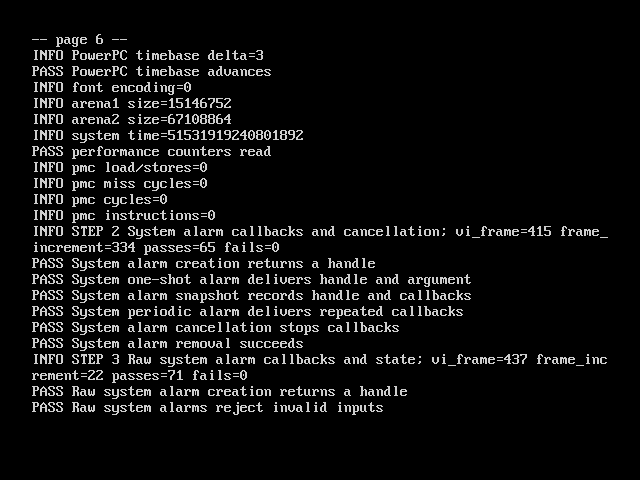 -- page 6 --
INFO PowerPC timebase delta=3
PASS PowerPC timebase advances
INFO font encoding=0
INFO arena1 size=15146752
INFO arena2 size=67108864
INFO system time=51531919240801892
PASS performance counters read
INFO pmc load/stores=0
INFO pmc miss cycles=0
INFO pmc cycles=0
INFO pmc instructions=0
INFO STEP 2 System alarm callbacks and cancellation; vi_frame=415 frame_
increment=334 passes=65 fails=0
PASS System alarm creation returns a handle
PASS System one-shot alarm delivers handle and argument
PASS System alarm snapshot records handle and callbacks
PASS System periodic alarm delivers repeated callbacks
PASS System alarm cancellation stops callbacks
PASS System alarm removal succeeds
INFO STEP 3 Raw system alarm callbacks and state; vi_frame=437 frame_inc
rement=22 passes=71 fails=0
PASS Raw system alarm creation returns a handle
PASS Raw system alarms reject invalid inputs